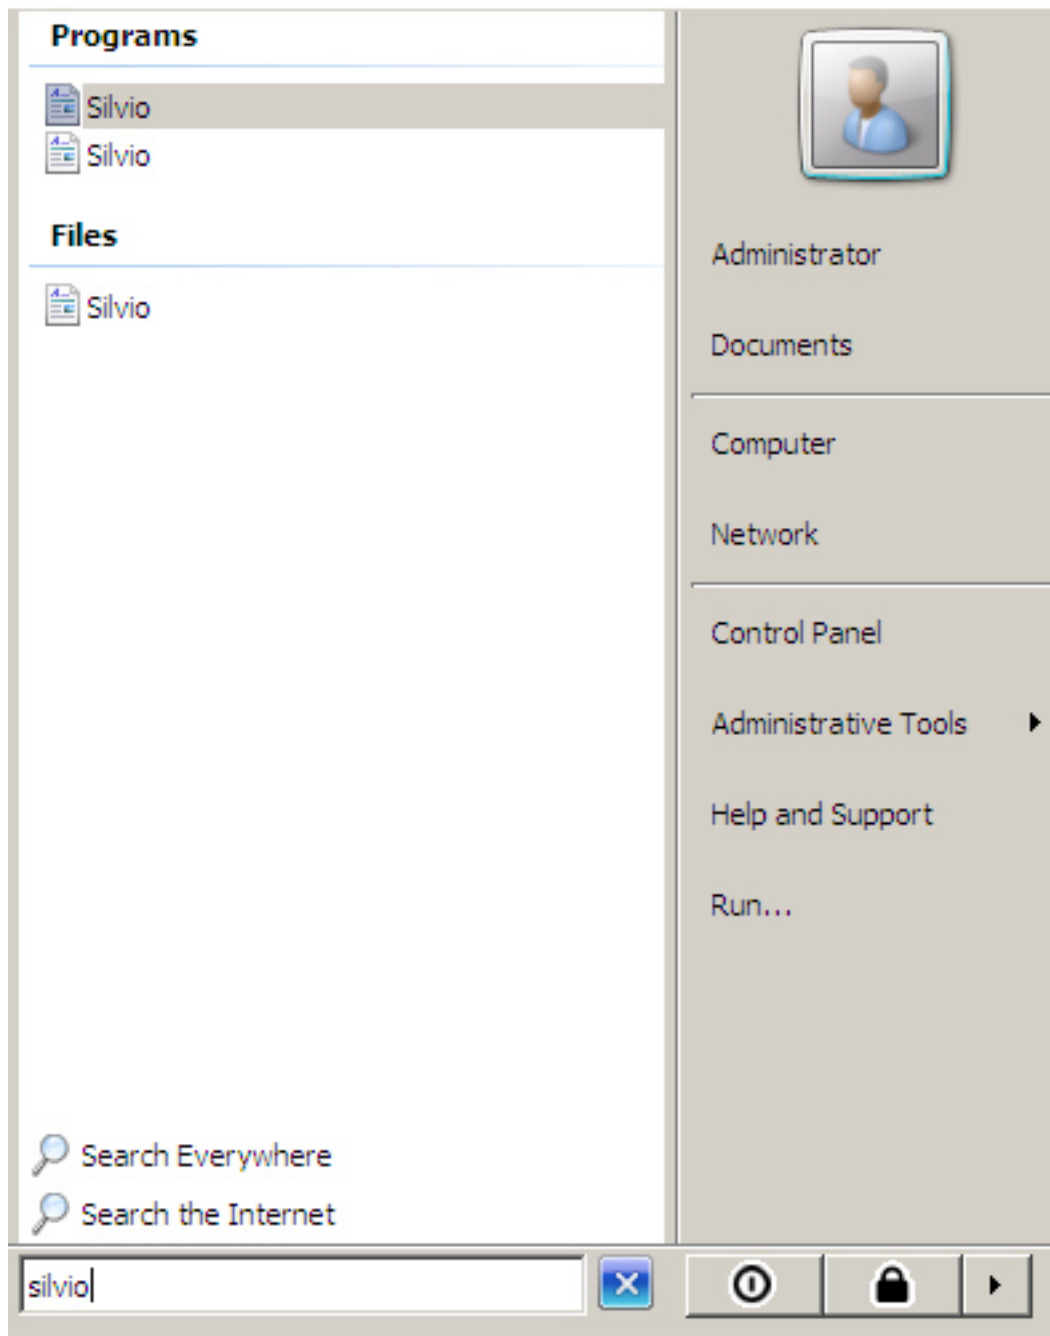 Programs
Silvio
Silvio
Files
Silvio
Search Everywhere
Search the Internet
silvio
Administrator
Documents
Computer
Network
Control Panel
Administrative Tools
Help and Support
Run...